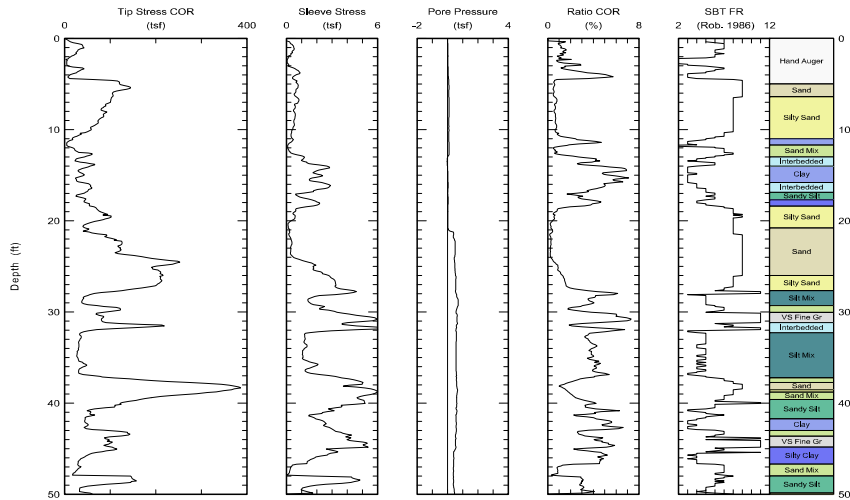 Tip Stress COR
(tsf)
0 400
Sleeve Stress
(tsf)
0 6
Pore Pressure
(tsf)
-2 4
Ratio COR
(%)
0 8
SBT FR
(Rob. 1986)
2 12
Depth (ft)
0
10
20
30
40
50
Hand Auger
Sand
Silty Sand
Sand Mix
Interbedded
Clay
Interbedded
Sandy Silt
Silty Sand
Sand
Silty Sand
Silt Mix
VS Fine Gr
Interbedded
Silt Mix
Sand
Sand Mix
Sandy Silt
Clay
VS Fine Gr
Silty Clay
Sand Mix
Sandy Silt
0
10
20
30
40
50